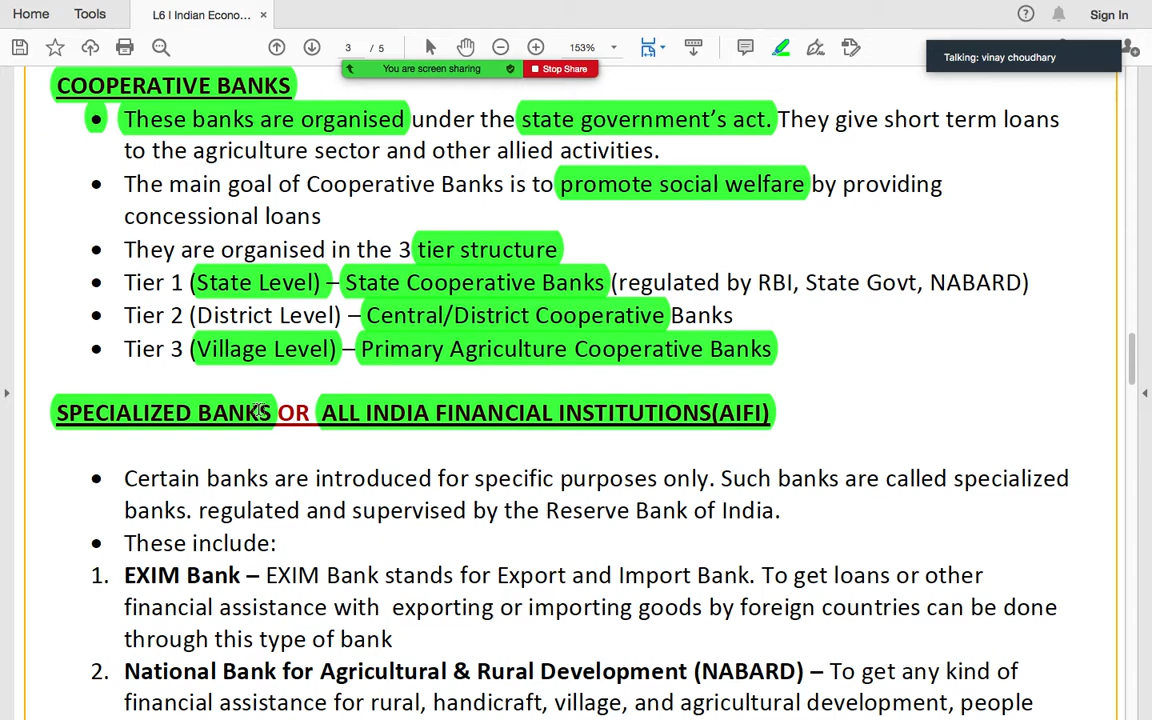 Home Tools L6 I Indian Econo... × Sign In
3 / 5 153%
Talking: vinay choudhary
You are screen sharing Stop Share
COOPERATIVE BANKS
• These banks are organised under the state government's act. They give short term loans
to the agriculture sector and other allied activities.
• The main goal of Cooperative Banks is to promote social welfare by providing
concessional loans
• They are organised in the 3 tier structure
• Tier 1 (State Level) – State Cooperative Banks (regulated by RBI, State Govt, NABARD)
• Tier 2 (District Level) – Central/District Cooperative Banks
• Tier 3 (Village Level) – Primary Agriculture Cooperative Banks
SPECIALIZED BANKS OR ALL INDIA FINANCIAL INSTITUTIONS(AIFI)
• Certain banks are introduced for specific purposes only. Such banks are called specialized
banks. regulated and supervised by the Reserve Bank of India.
• These include:
1. EXIM Bank – EXIM Bank stands for Export and Import Bank. To get loans or other
financial assistance with exporting or importing goods by foreign countries can be done
through this type of bank
2. National Bank for Agricultural & Rural Development (NABARD) – To get any kind of
financial assistance for rural, handicraft, village, and agricultural development, people